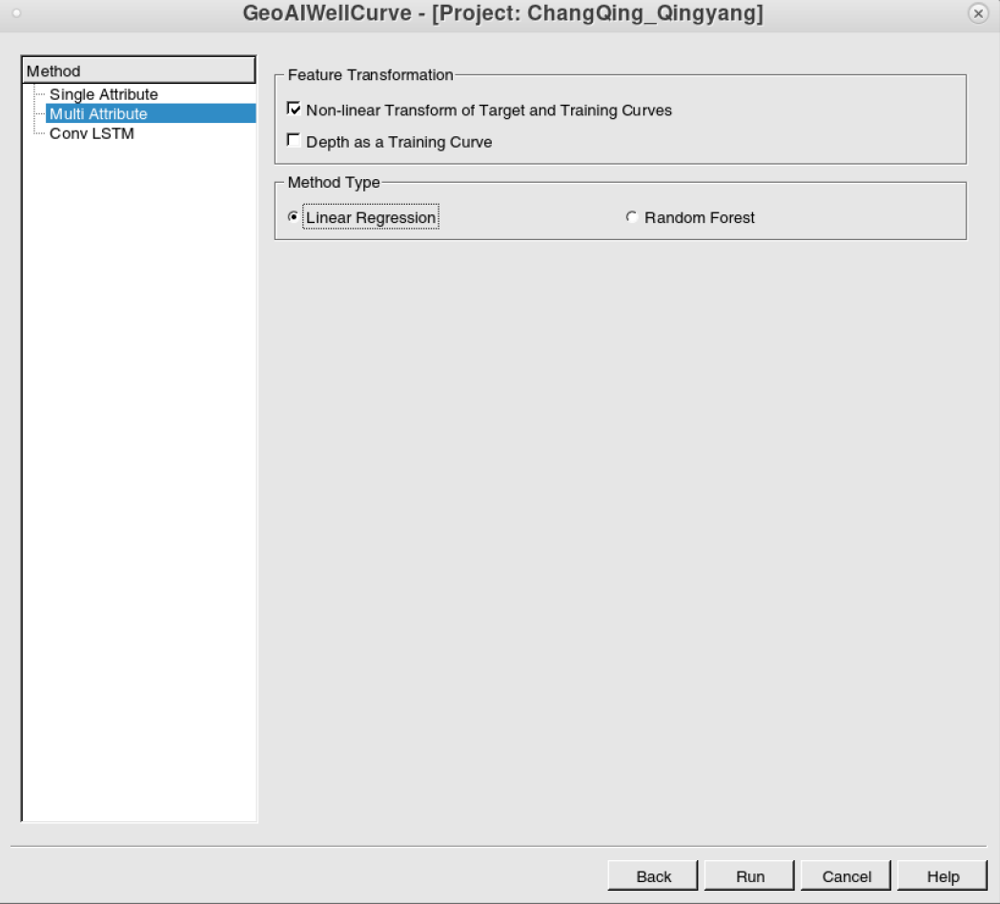 GeoAIWellCurve - [Project: ChangQing_Qingyang]
Method
Single Attribute
Multi Attribute
Conv LSTM
Feature Transformation
Non-linear Transform of Target and Training Curves
Depth as a Training Curve
Method Type
Linear Regression
Random Forest
Back
Run
Cancel
Help